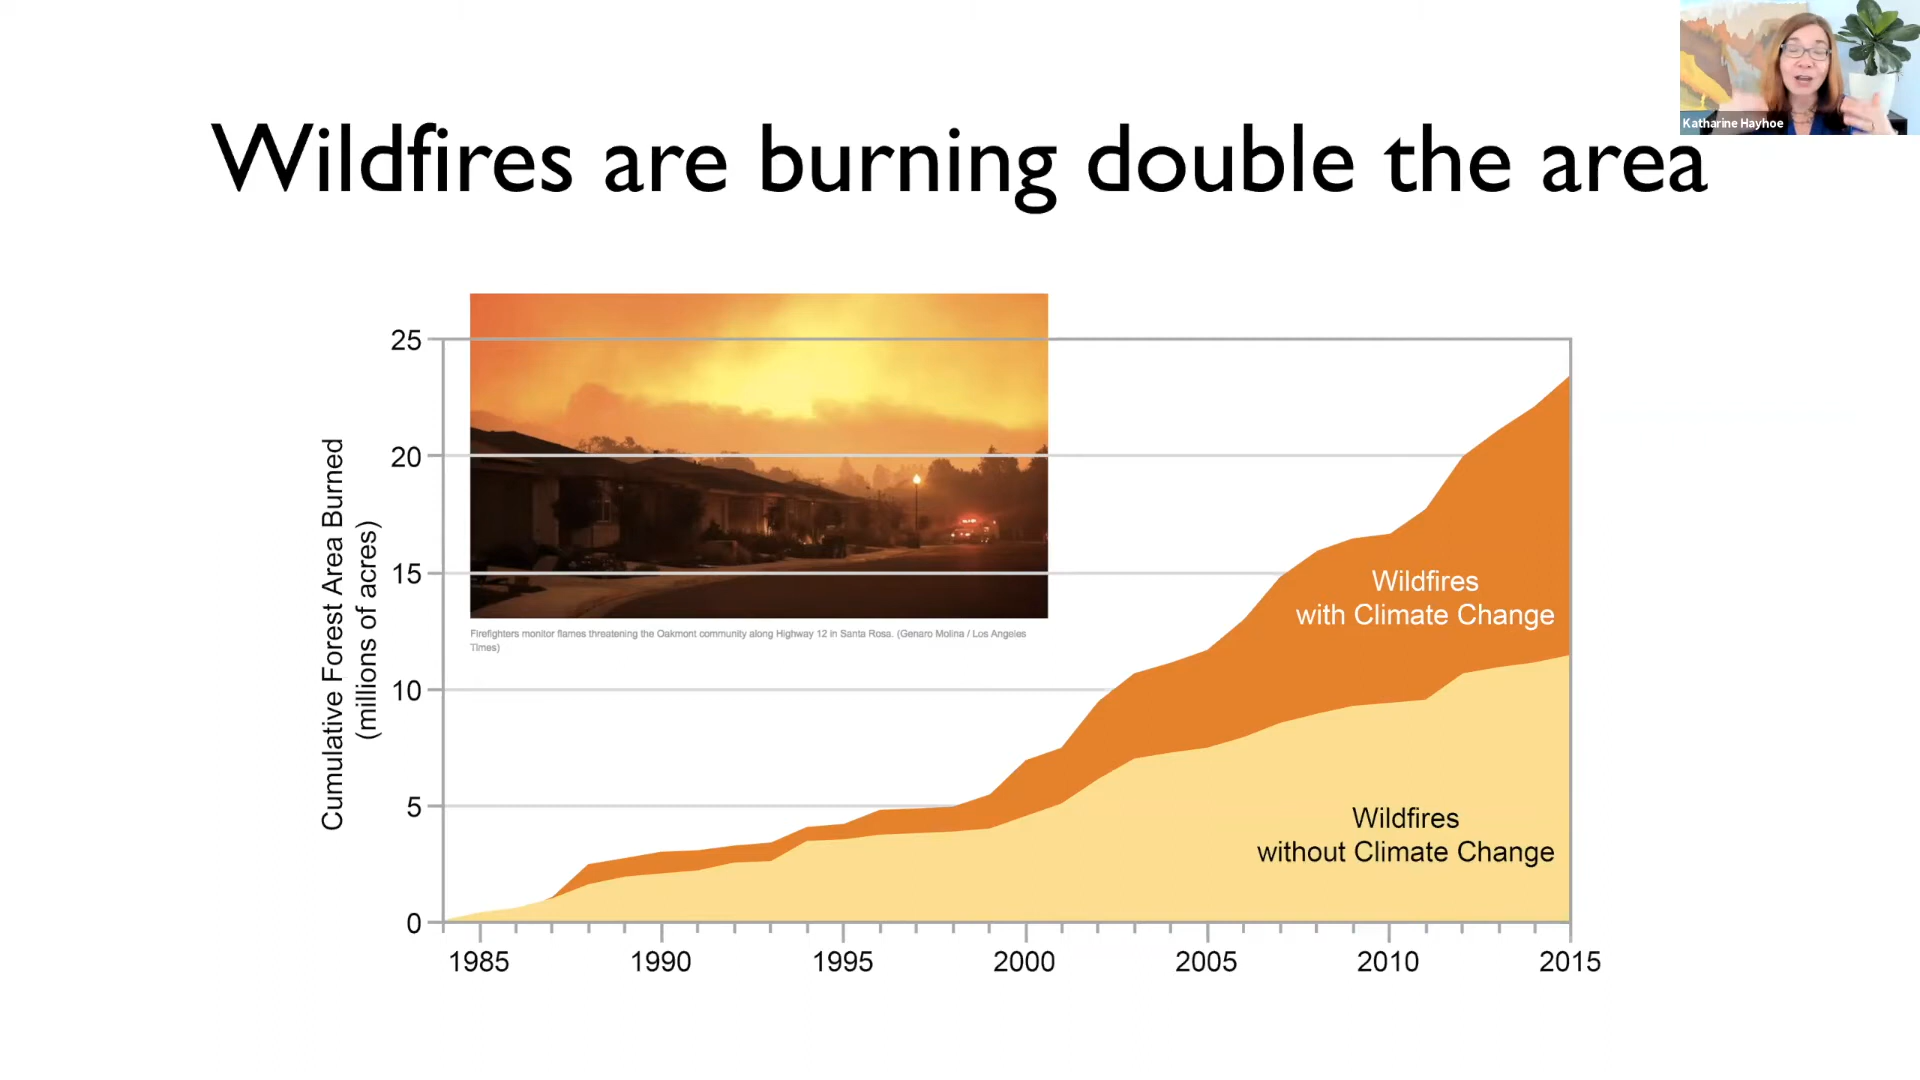 Katharine Hayhoe
Wildfires are burning double the area
25
20
15
10
5
0
Cumulative Forest Area Burned
(millions of acres)
Firefighters monitor flames threatening the Oakmont community along Highway 12 in Santa Rosa. (Genaro Molina / Los Angeles
Times)
Wildfires
with Climate Change
Wildfires
without Climate Change
1985 1990 1995 2000 2005 2010 2015